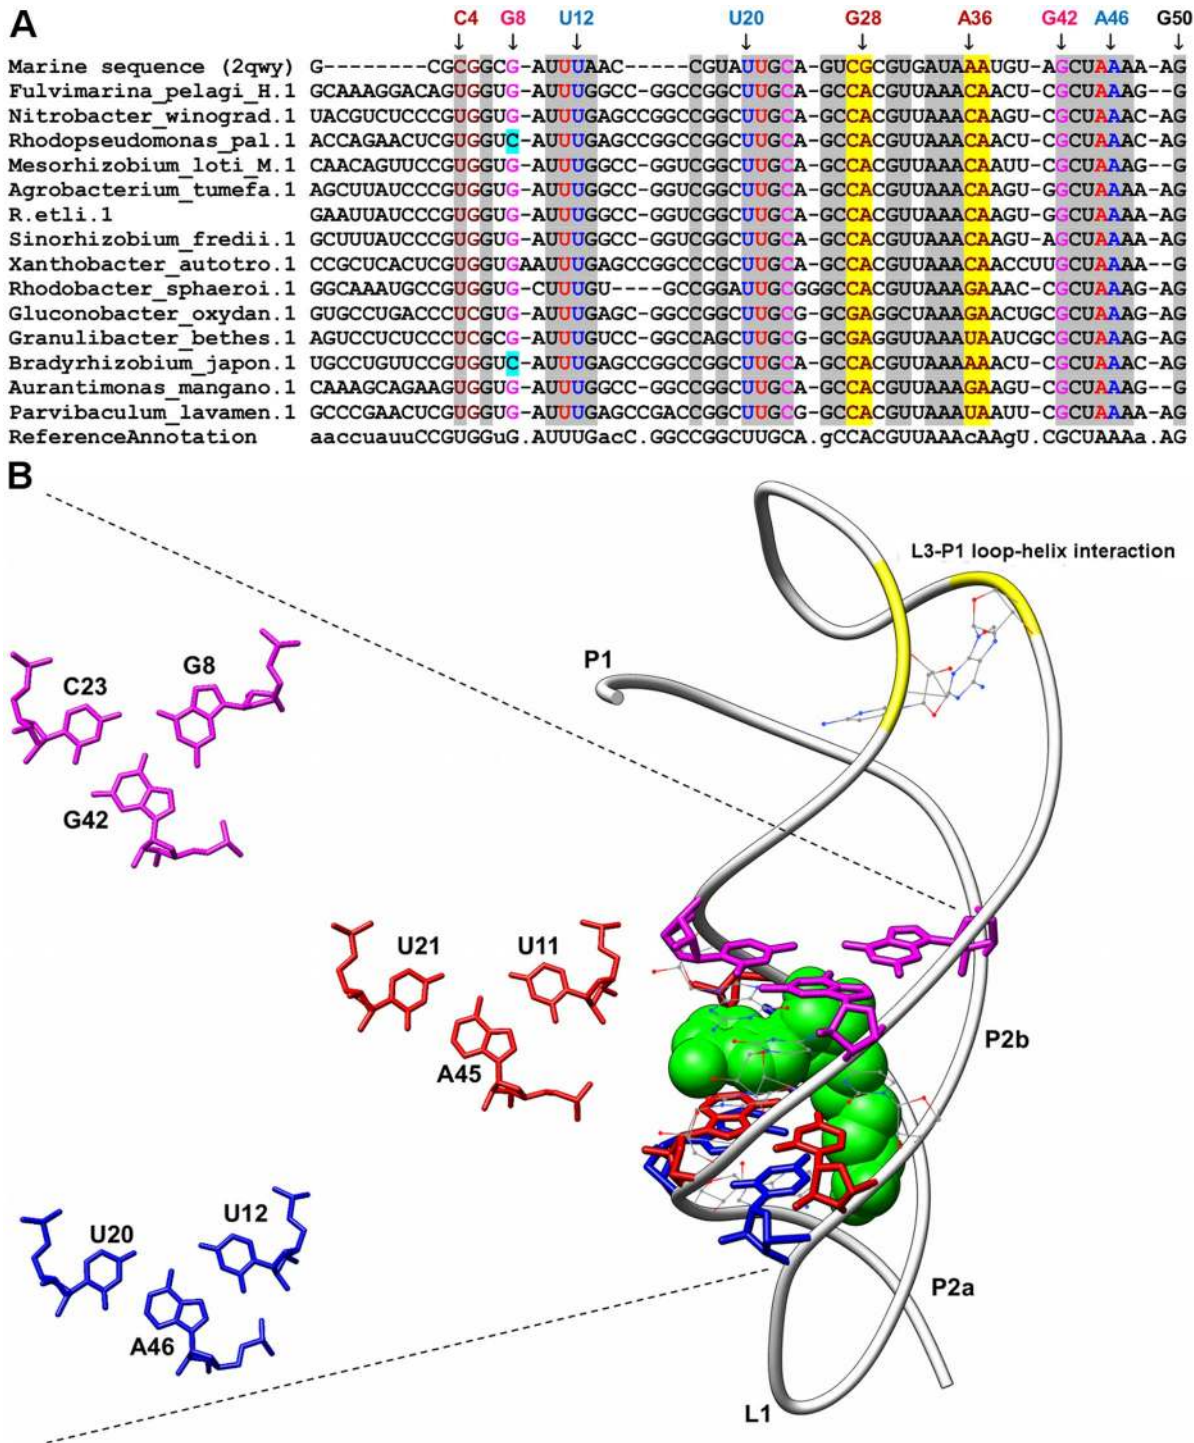 A
C4 G8 U12 U20 G28 A36 G42 A46 G50
Marine sequence (2qwy) G--------CGCGGCG-AUUUAAC-----CGUAUUGCA-GUCGCGUGAUAAAUGU-AGCUAAAA-AG
Fulvimarina_pelagi_H.1 GCAAAGGACAGUGGUG-AUUUGGCC-GGCCGGCUUGCA-GCCACGUUAAACAACU-CGCUAAAA-AG
Nitrobacter_winograd.1 UACGUCUCCCGUGGUG-AUUUGAGCCGGCCGGCUUGCA-GCCACGUUAAACAACU-CGCUAAAC-AG
Rhodopseudomonas_pal.1 ACCAGAACUCGUGGUC-AUUUGAGCCGGCCGGCUUGCA-GCCACGUUAAACAACU-CGCUAAAC-AG
Mesorhizobium_loti_M.1 CAACAGUUCCGUGGUG-AUUUGGCC-GGUCGGCUUGCA-GCCACGUUAAACAAUU-CGCUAAAC--G
Agrobacterium_tumefa.1 AGCUUAUCCCGUGGUG-AUUUGGCC-GGUCGGCUUGCA-GCCACGUUAAACAAGU-GGCUAAAA-AG
R.etli.1 GAAUUAUCCCGUGGUG-AUUUGGCC-GGUCGGCUUGCA-GCCACGUUAAACAAGU-GGCUAAAA-AG
Sinorhizobium_fredii.1 GCUUUAUCCCGUGGUG-AUUUGGCC-GGUCGGCUUGCA-GCCACGUUAAACAAGU-AGCUAAAG-AG
Xanthobacter_autotro.1 CCGCUCACUCGUGGUGAAUUUGAGCCGGCCCGCUUGCA-GCCACGUUAAACAACCUUGCUAAAA--G
Rhodobacter_sphaeroi.1 GGCAAAUGCCGUGGUG-CUUUGU----GCCGGAUUGCGGGCCACGUUAAAGAAAC-CGCUAAAG-AG
Gluconobacter_oxydan.1 GUGCCUGACCCUCGUG-AUUUGAGC-GGCCGGCUUGCG-GCGAGGCUAAAGAACUGCGCUAAAG-AG
Granulibacter_bethes.1 AGUCCUCUCCCUCGCG-AUUUGUCC-GGCCAGCUUGCG-GCGAGGUUAAAUAAUCGCGCUAAAG-AG
Bradyrhizobium_japon.1 UGCCUGUUCCGUGGUC-AUUUGAGCCGGCCGGCUUGCA-GCCACGUUAAAAAACU-CGCUAAAC-AG
Aurantimonas_mangano.1 CAAAGCAGAAGUGGUG-AUUUGGCC-GGCCGGCUUGCA-GCCACGUUAAAGAAGU-CGCUAAAG--G
Parvibaculum_lavamen.1 GCCCGAACUCGUGGUG-AUUUGAGCCGACCGGCUUGCG-GCCACGUUAAAUAAUU-CGCUAAAG-AG
ReferenceAnnotation aaccuauuCCGUGGuG.AUUUGacC.GGCCGGCUUGCA.gCCACGUUAAAcAAgU.CGCUAAAa.AG
B
L3-P1 loop-helix interaction
P1
C23 G8
G42
U21 U11
A45
P2b
U20 U12
A46
P2a
L1